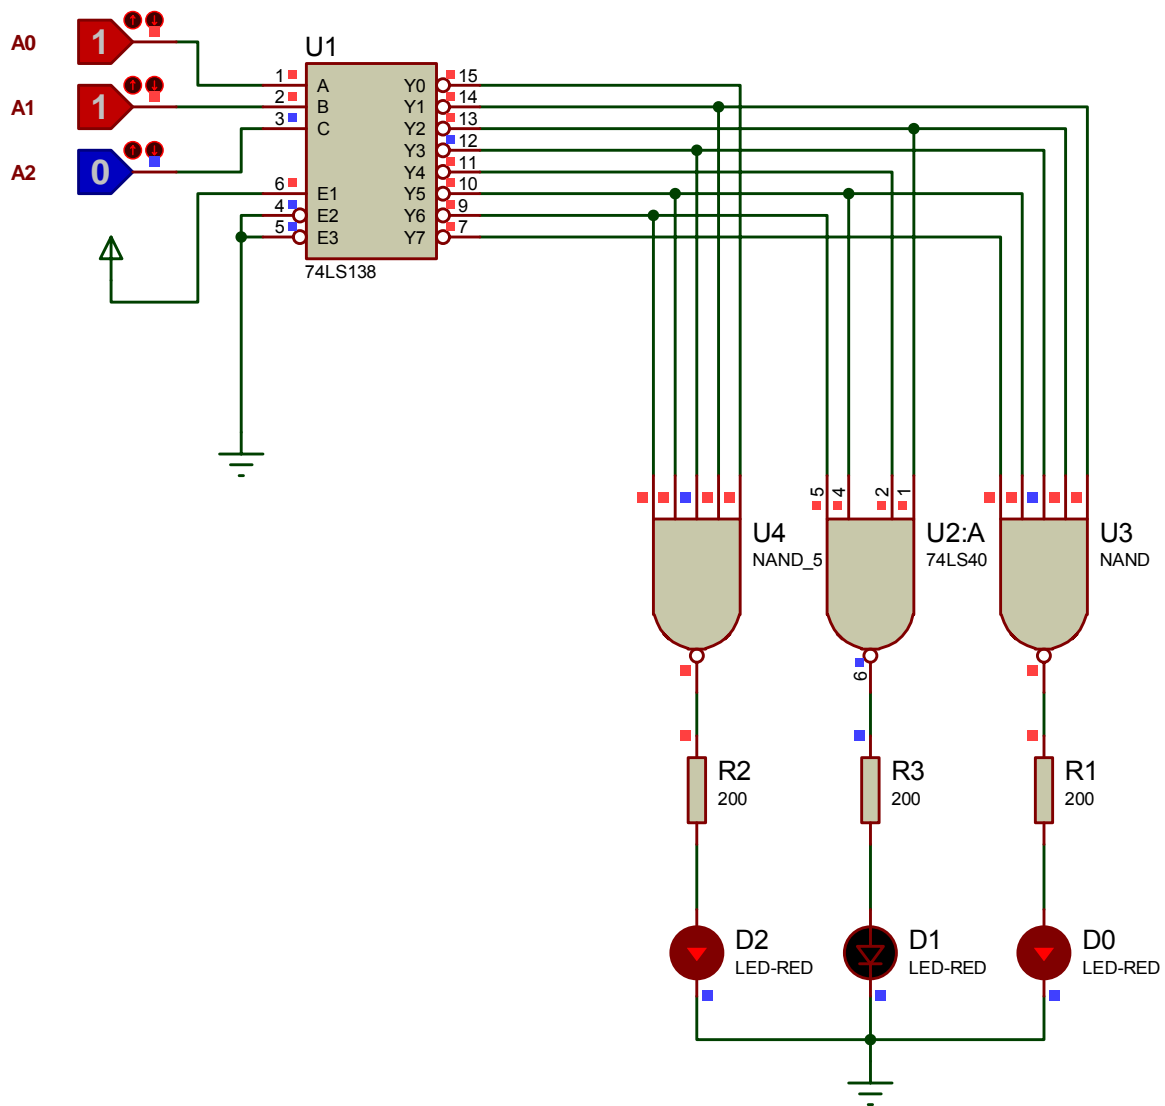 A0
1
A1
1
A2
0
U1
1 A Y0 15
2 B Y1 14
3 C Y2 13
Y3 12
Y4 11
6 E1 Y5 10
4 E2 Y6 9
5 E3 Y7 7
74LS138
5 4 2 1
U4
NAND_5
U2:A
74LS40
U3
NAND
6
R2
200
R3
200
R1
200
D2
LED-RED
D1
LED-RED
D0
LED-RED